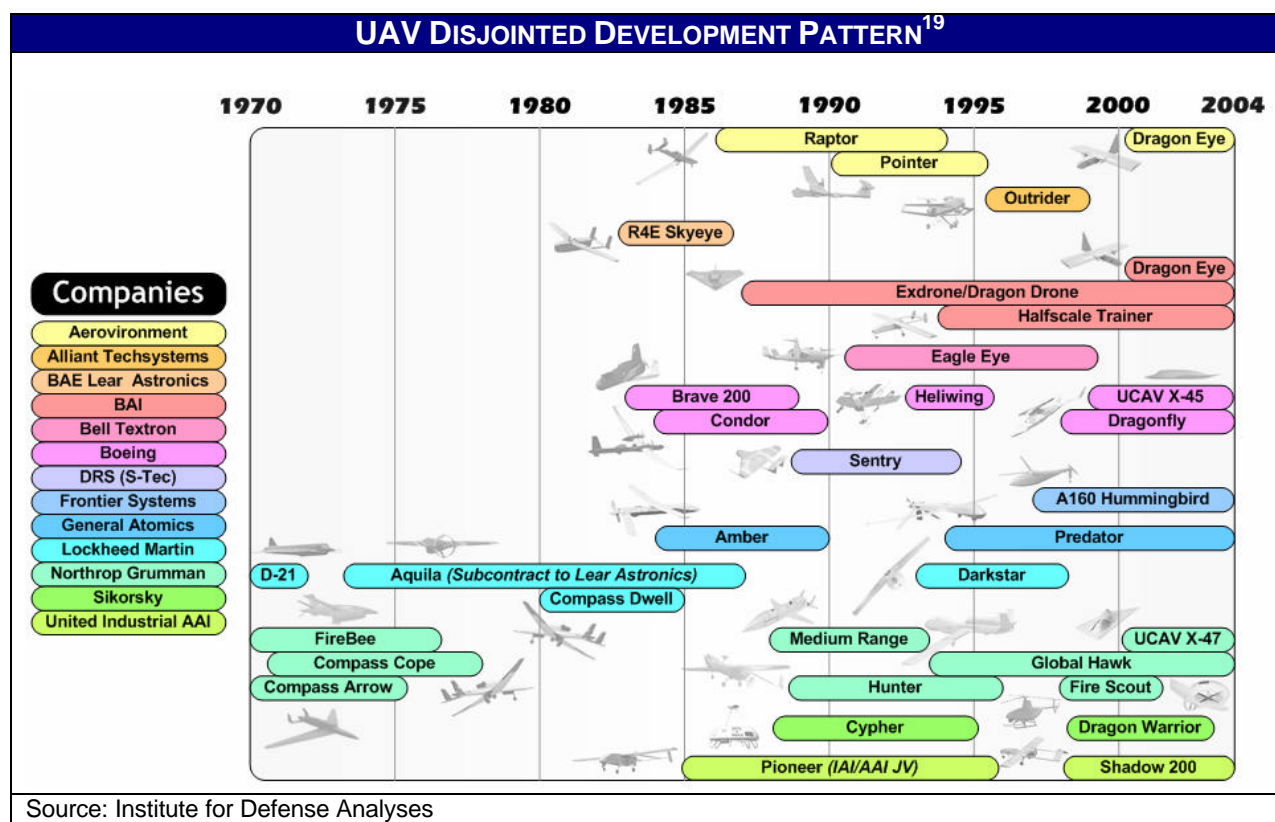 UAV DISJOINTED DEVELOPMENT PATTERN19
1970 1975 1980 1985 1990 1995 2000 2004
Raptor Dragon Eye
Pointer
Outrider
R4E Skyeye
Dragon Eye
Exdrone/Dragon Drone
Halfscale Trainer
Eagle Eye
Brave 200 Heliwing UCAV X-45
Condor Dragonfly
Sentry
A160 Hummingbird
Amber Predator
D-21 Aquila (Subcontract to Lear Astronics) Darkstar
Compass Dwell
FireBee Medium Range UCAV X-47
Compass Cope Global Hawk
Compass Arrow Hunter Fire Scout
Cypher Dragon Warrior
Pioneer (IAI/AAI JV) Shadow 200
Companies
Aerovironment
Alliant Techsystems
BAE Lear Astronics
BAI
Bell Textron
Boeing
DRS (S-Tec)
Frontier Systems
General Atomics
Lockheed Martin
Northrop Grumman
Sikorsky
United Industrial AAI
Source: Institute for Defense Analyses